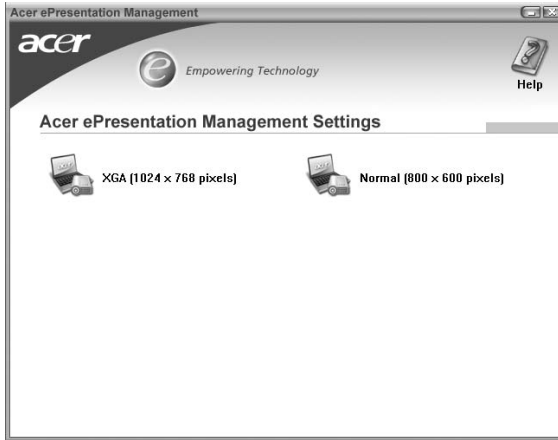 Acer ePresentation Management
acer
e Empowering Technology
Help
Acer ePresentation Management Settings
XGA (1024 x 768 pixels)
Normal (800 x 600 pixels)